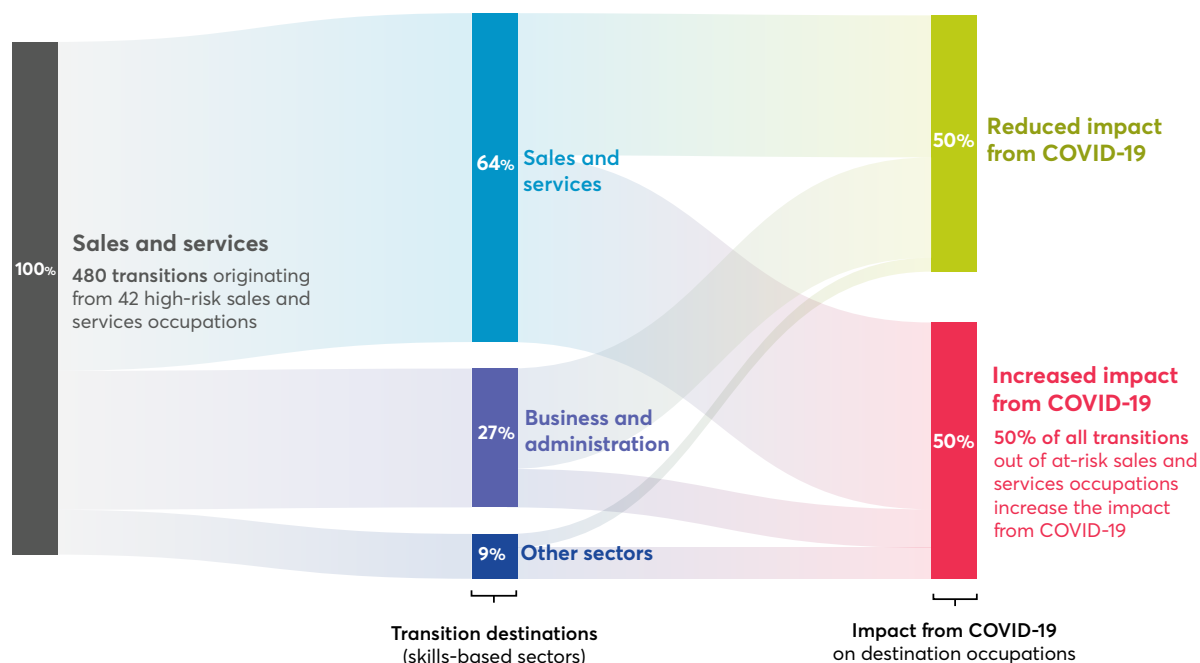 100%
Sales and services
480 transitions originating
from 42 high-risk sales and
services occupations
64%
Sales and
services
27%
Business and
administration
9%
Other sectors
Transition destinations
(skills-based sectors)
50%
Reduced impact
from COVID-19
50%
Increased impact
from COVID-19
50% of all transitions
out of at-risk sales and
services occupations
increase the impact
from COVID-19
Impact from COVID-19
on destination occupations